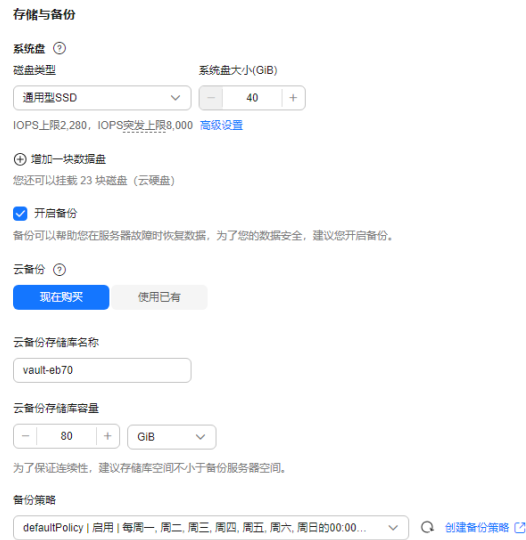 存储与备份
系统盘 ?
磁盘类型 系统盘大小(GiB)
通用型SSD − 40 +
IOPS上限2,280，IOPS突发上限8,000 高级设置
增加一块数据盘
您还可以挂载 23 块磁盘（云硬盘）
开启备份
备份可以帮助您在服务器故障时恢复数据，为了您的数据安全，建议您开启备份。
云备份 ?
现在购买 使用已有
云备份存储库名称
vault-eb70
云备份存储库容量
− 80 + GiB
为了保证连续性，建议存储库空间不小于备份服务器空间。
备份策略
defaultPolicy | 启用 | 每周一, 周二, 周三, 周四, 周五, 周六, 周日的00:00... 创建备份策略